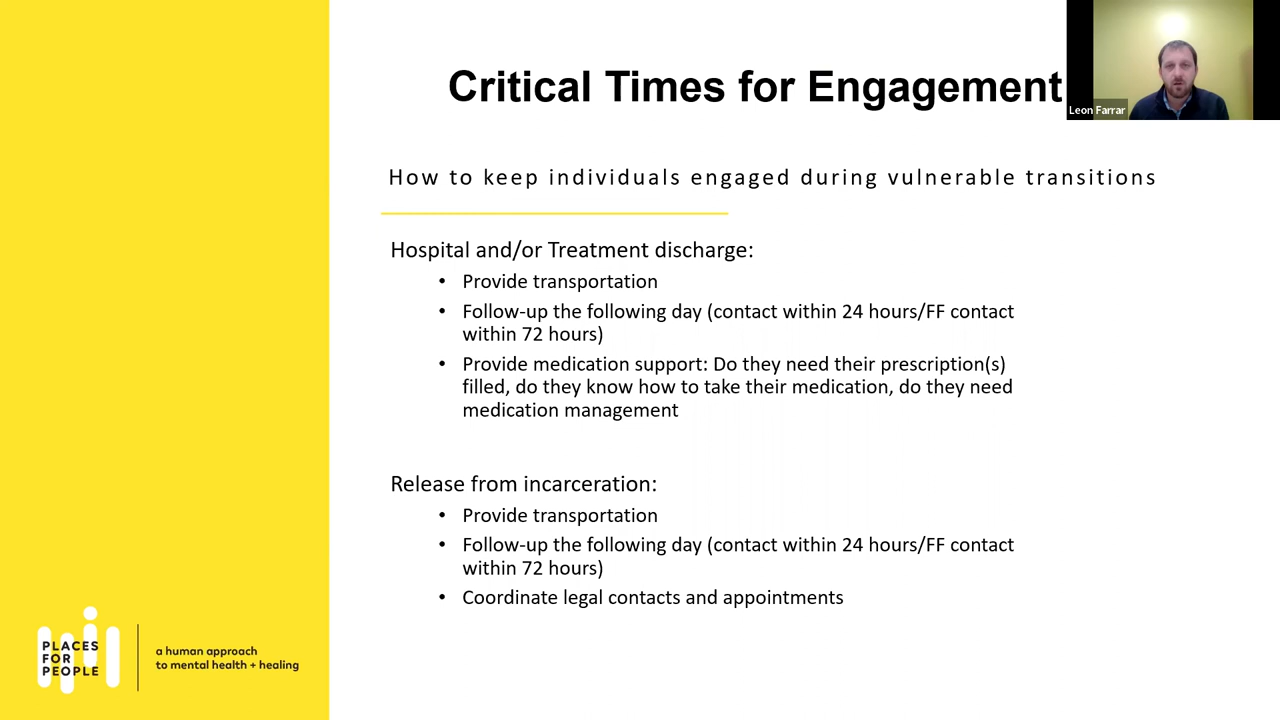 Critical Times for Engagement
Leon Farrar
How to keep individuals engaged during vulnerable transitions
Hospital and/or Treatment discharge:
• Provide transportation
• Follow-up the following day (contact within 24 hours/FF contact
within 72 hours)
• Provide medication support: Do they need their prescription(s)
filled, do they know how to take their medication, do they need
medication management
Release from incarceration:
• Provide transportation
• Follow-up the following day (contact within 24 hours/FF contact
within 72 hours)
• Coordinate legal contacts and appointments
PLACES
FOR
PEOPLE
a human approach
to mental health + healing